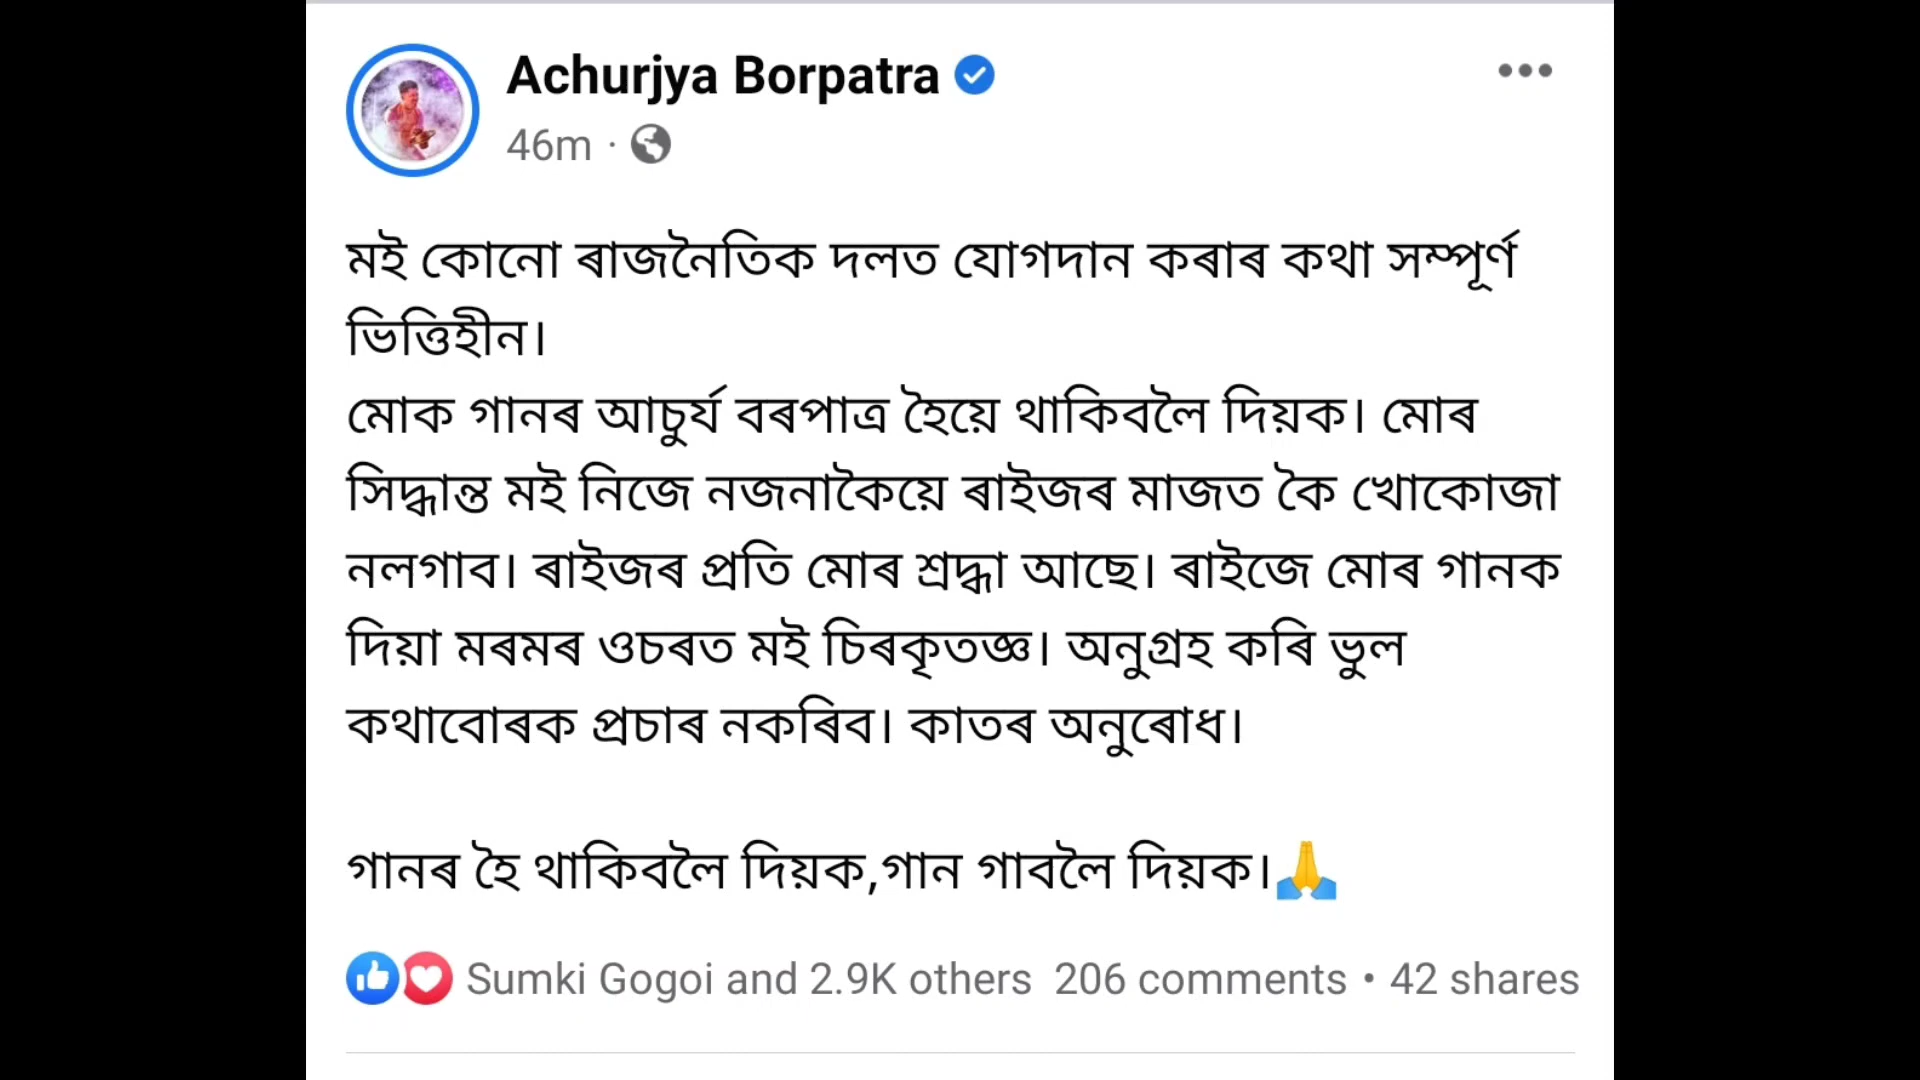 Achurjya Borpatra
46m ·
মই কোনো ৰাজনৈতিক দলত যোগদান কৰাৰ কথা সম্পূৰ্ণ
ভিত্তিহীন।
মোক গানৰ আচুৰ্য বৰপাত্ৰ হৈয়ে থাকিবলৈ দিয়ক। মোৰ
সিদ্ধান্ত মই নিজে নজনাকৈয়ে ৰাইজৰ মাজত কৈ খোকোজা
নলগাব। ৰাইজৰ প্ৰতি মোৰ শ্ৰদ্ধা আছে। ৰাইজে মোৰ গানক
দিয়া মৰমৰ ওচৰত মই চিৰকৃতজ্ঞ। অনুগ্ৰহ কৰি ভুল
কথাবোৰক প্ৰচাৰ নকৰিব। কাতৰ অনুৰোধ।
গানৰ হৈ থাকিবলৈ দিয়ক,গান গাবলৈ দিয়ক।🙏
Sumki Gogoi and 2.9K others 206 comments • 42 shares